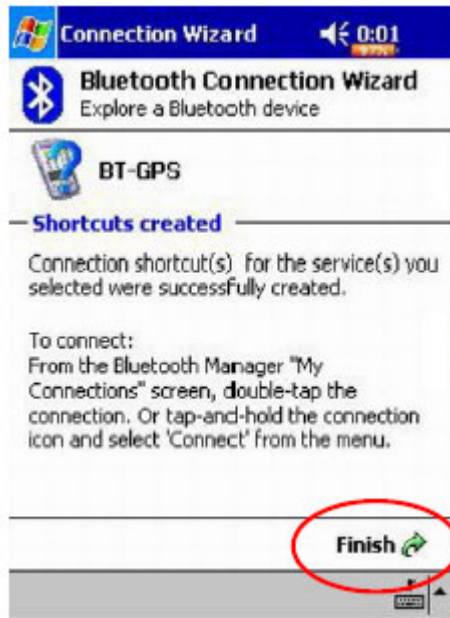 Connection Wizard 0:01
97%
Bluetooth Connection Wizard
Explore a Bluetooth device
BT-GPS
Shortcuts created
Connection shortcut(s) for the service(s) you
selected were successfully created.
To connect:
From the Bluetooth Manager "My
Connections" screen, double-tap the
connection. Or tap-and-hold the connection
icon and select 'Connect' from the menu.
Finish